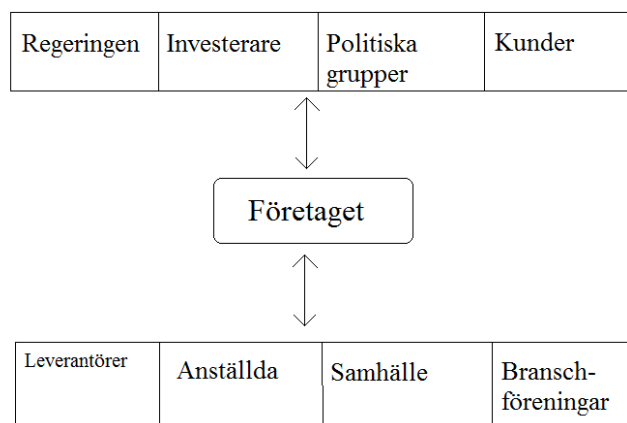 Regeringen
Investerare
Politiska
grupper
Kunder
Företaget
Leverantörer
Anställda
Samhälle
Bransch-
föreningar